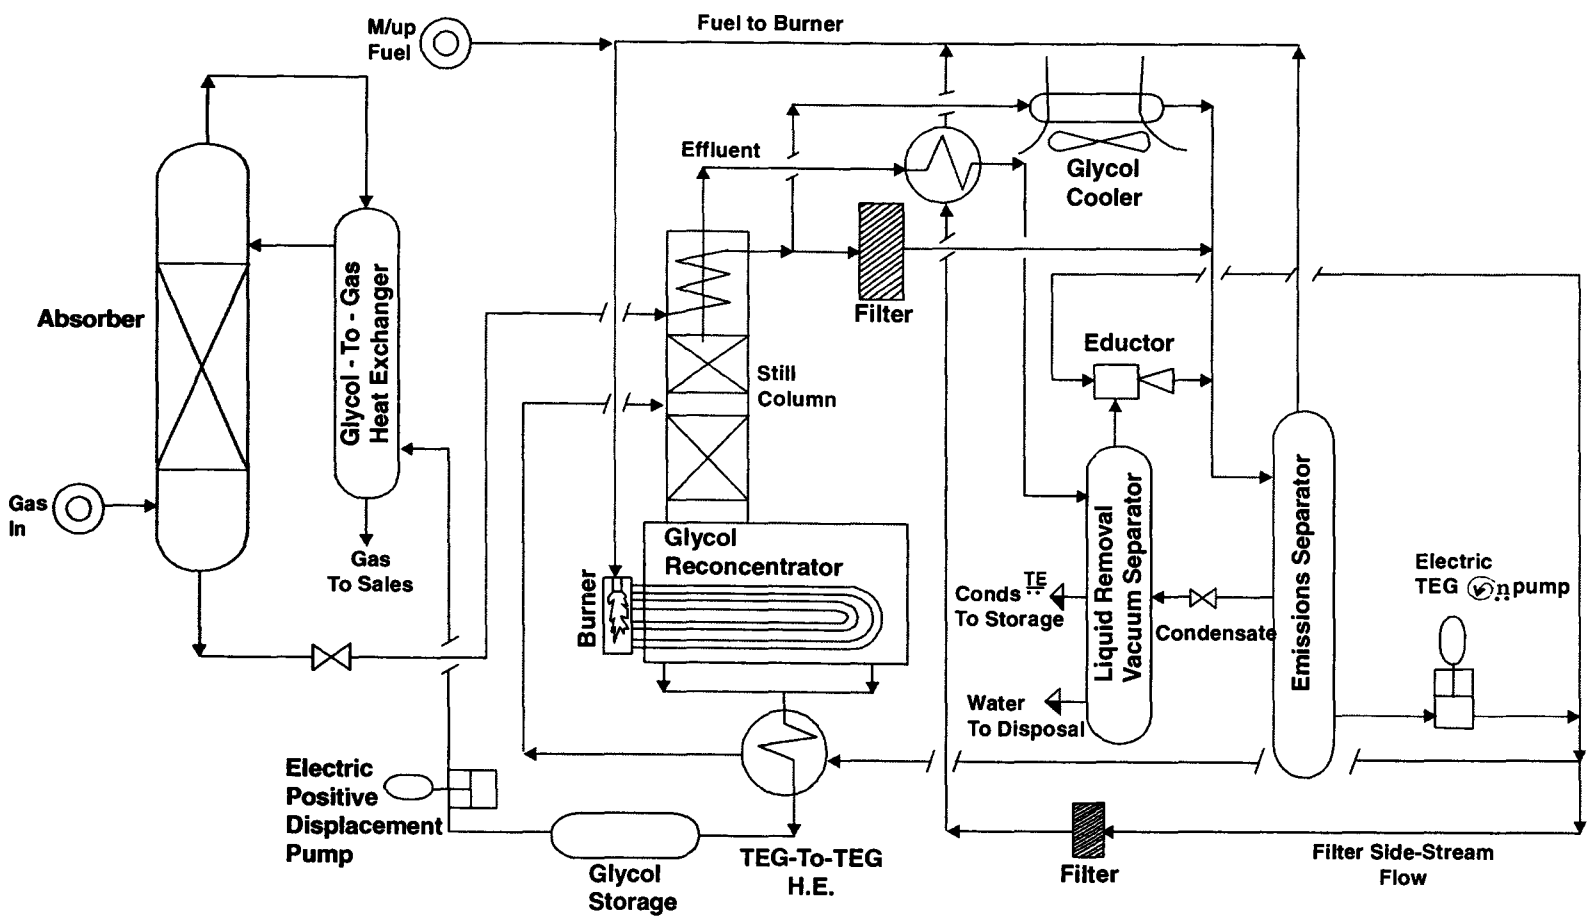 M/up
Fuel
Fuel to Burner
Effluent
Glycol
Cooler
Absorber
Glycol - To - Gas
Heat Exchanger
Filter
Eductor
Still
Column
Gas
In
Gas
To Sales
Glycol
Reconcentrator
Burner
Liquid Removal
Vacuum Separator
Emissions Separator
Conds TE
To Storage
Condensate
Water
To Disposal
Electric
TEG pump
Electric
Positive
Displacement
Pump
Glycol
Storage
TEG-To-TEG
H.E.
Filter
Filter Side-Stream
Flow